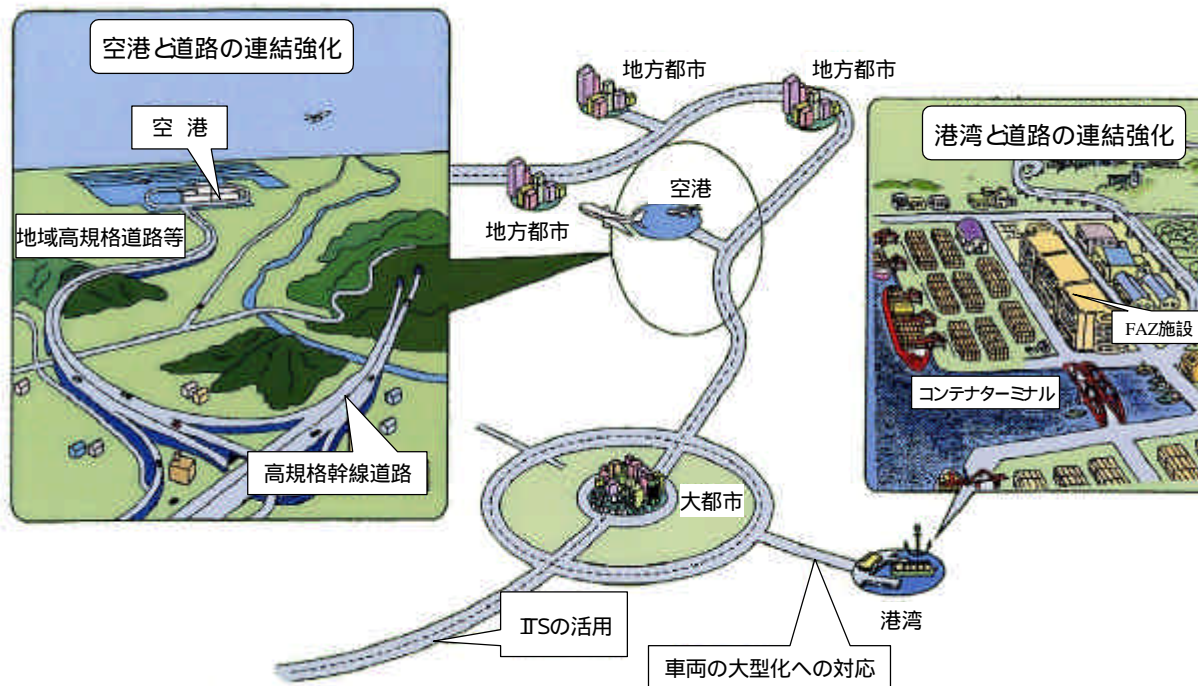 空港と道路の連結強化
空 港
地域高規格道路等
高規格幹線道路
地方都市
地方都市
地方都市
空港
大都市
港湾
ITSの活用
車両の大型化への対応
港湾と道路の連結強化
FAZ施設
コンテナターミナル